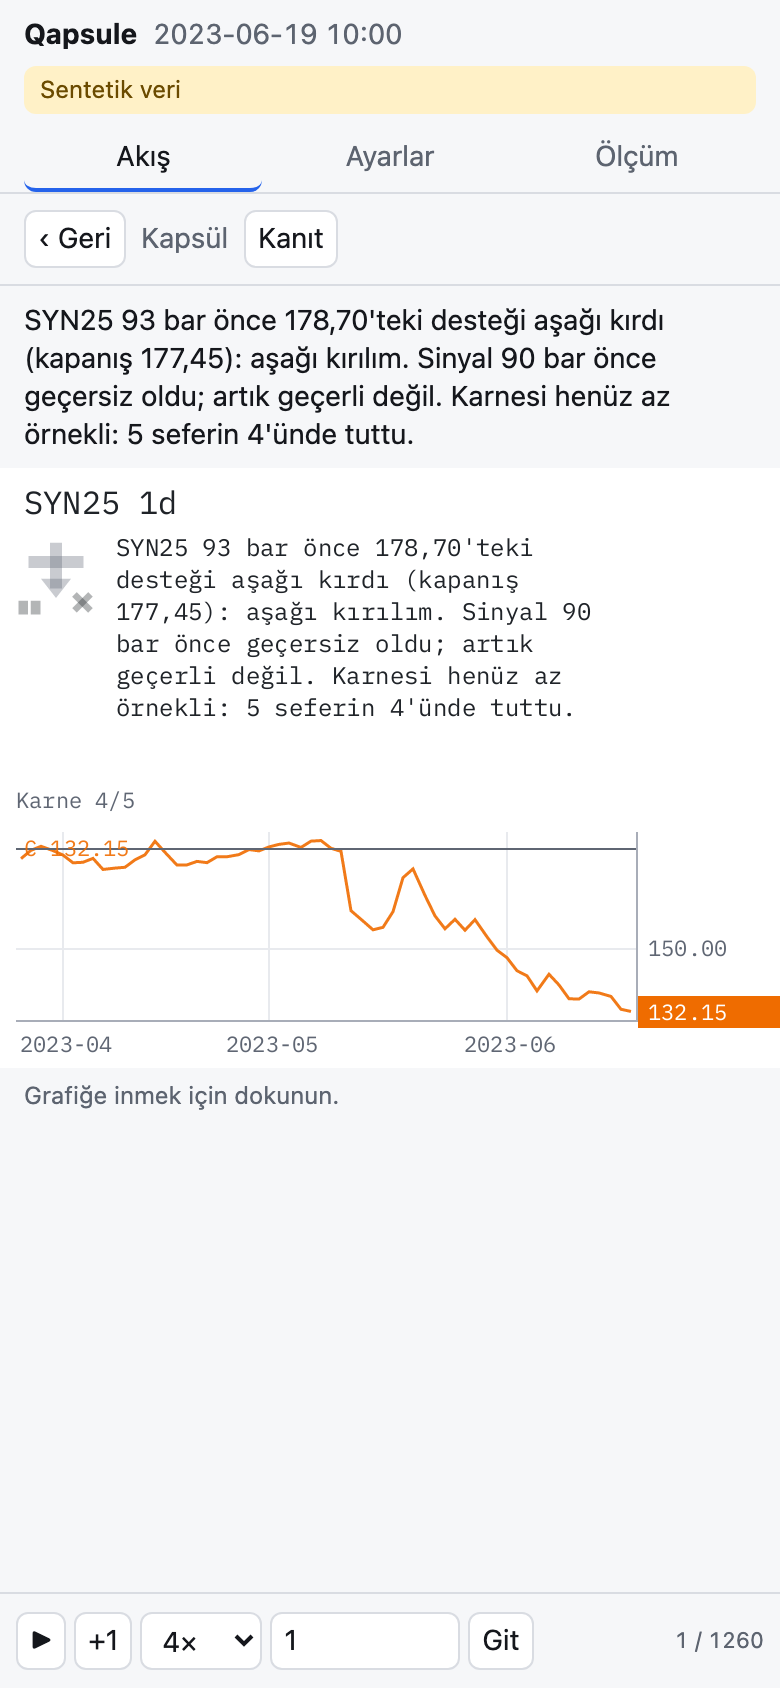 Qapsule 2023-06-19 10:00
Sentetik veri
Akış Ayarlar Ölçüm
‹ Geri Kapsül Kanıt
SYN25 93 bar önce 178,70'teki desteği aşağı kırdı
(kapanış 177,45): aşağı kırılım. Sinyal 90 bar önce
geçersiz oldu; artık geçerli değil. Karnesi henüz az
örnekli: 5 seferin 4'ünde tuttu.
SYN25 1d
SYN25 93 bar önce 178,70'teki
desteği aşağı kırdı (kapanış
177,45): aşağı kırılım. Sinyal 90
bar önce geçersiz oldu; artık
geçerli değil. Karnesi henüz az
örnekli: 5 seferin 4'ünde tuttu.
Karne 4/5
C 132.15
150.00
132.15
2023-04 2023-05 2023-06
Grafiğe inmek için dokunun.
+1 4× 1 Git 1 / 1260